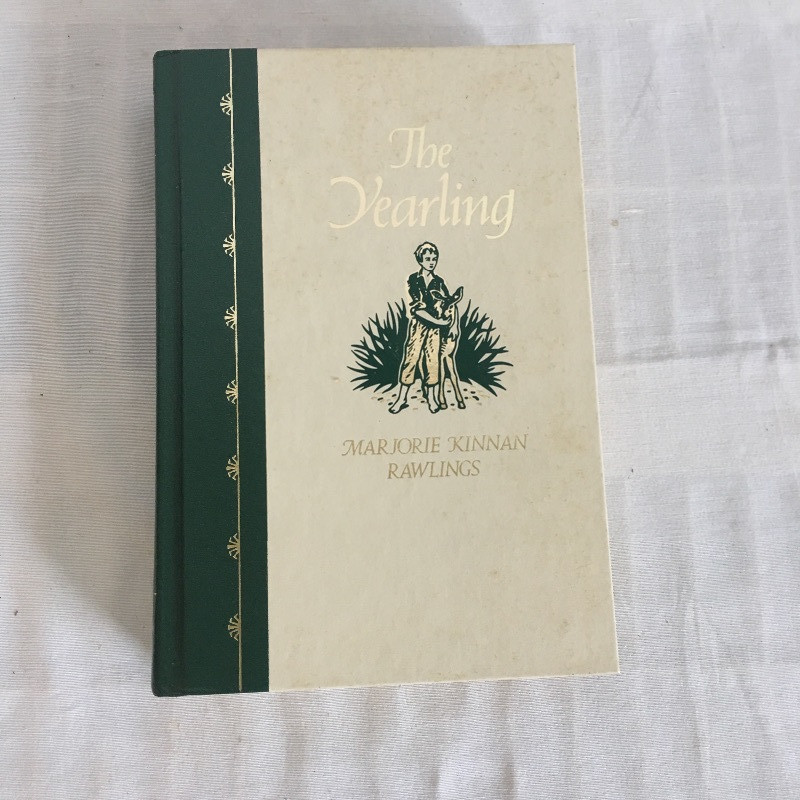 The
Yearling
MARJORIE KINNAN
RAWLINGS